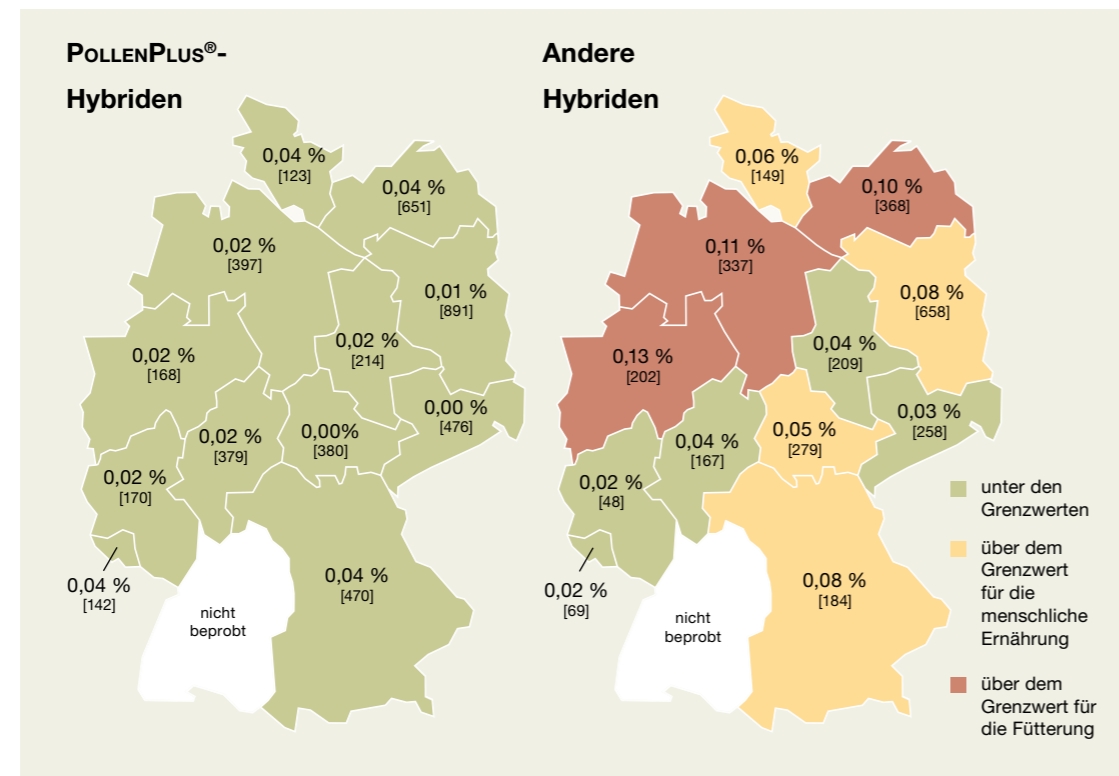 PollenPlus®-
Hybriden
0,04 %
[123]
0,04 %
[651]
0,02 %
[397]
0,01 %
[891]
0,02 %
[214]
0,02 %
[168]
0,00 %
[476]
0,02 %
[379]
0,00%
[380]
0,02 %
[170]
0,04 %
[142]
0,04 %
[470]
nicht
beprobt
Andere
Hybriden
0,06 %
[149]
0,10 %
[368]
0,11 %
[337]
0,08 %
[658]
0,04 %
[209]
0,13 %
[202]
0,03 %
[258]
0,04 %
[167]
0,05 %
[279]
0,02 %
[48]
0,02 %
[69]
0,08 %
[184]
nicht
beprobt
unter den
Grenzwerten
über dem
Grenzwert
für die
menschliche
Ernährung
über dem
Grenzwert für
die Fütterung